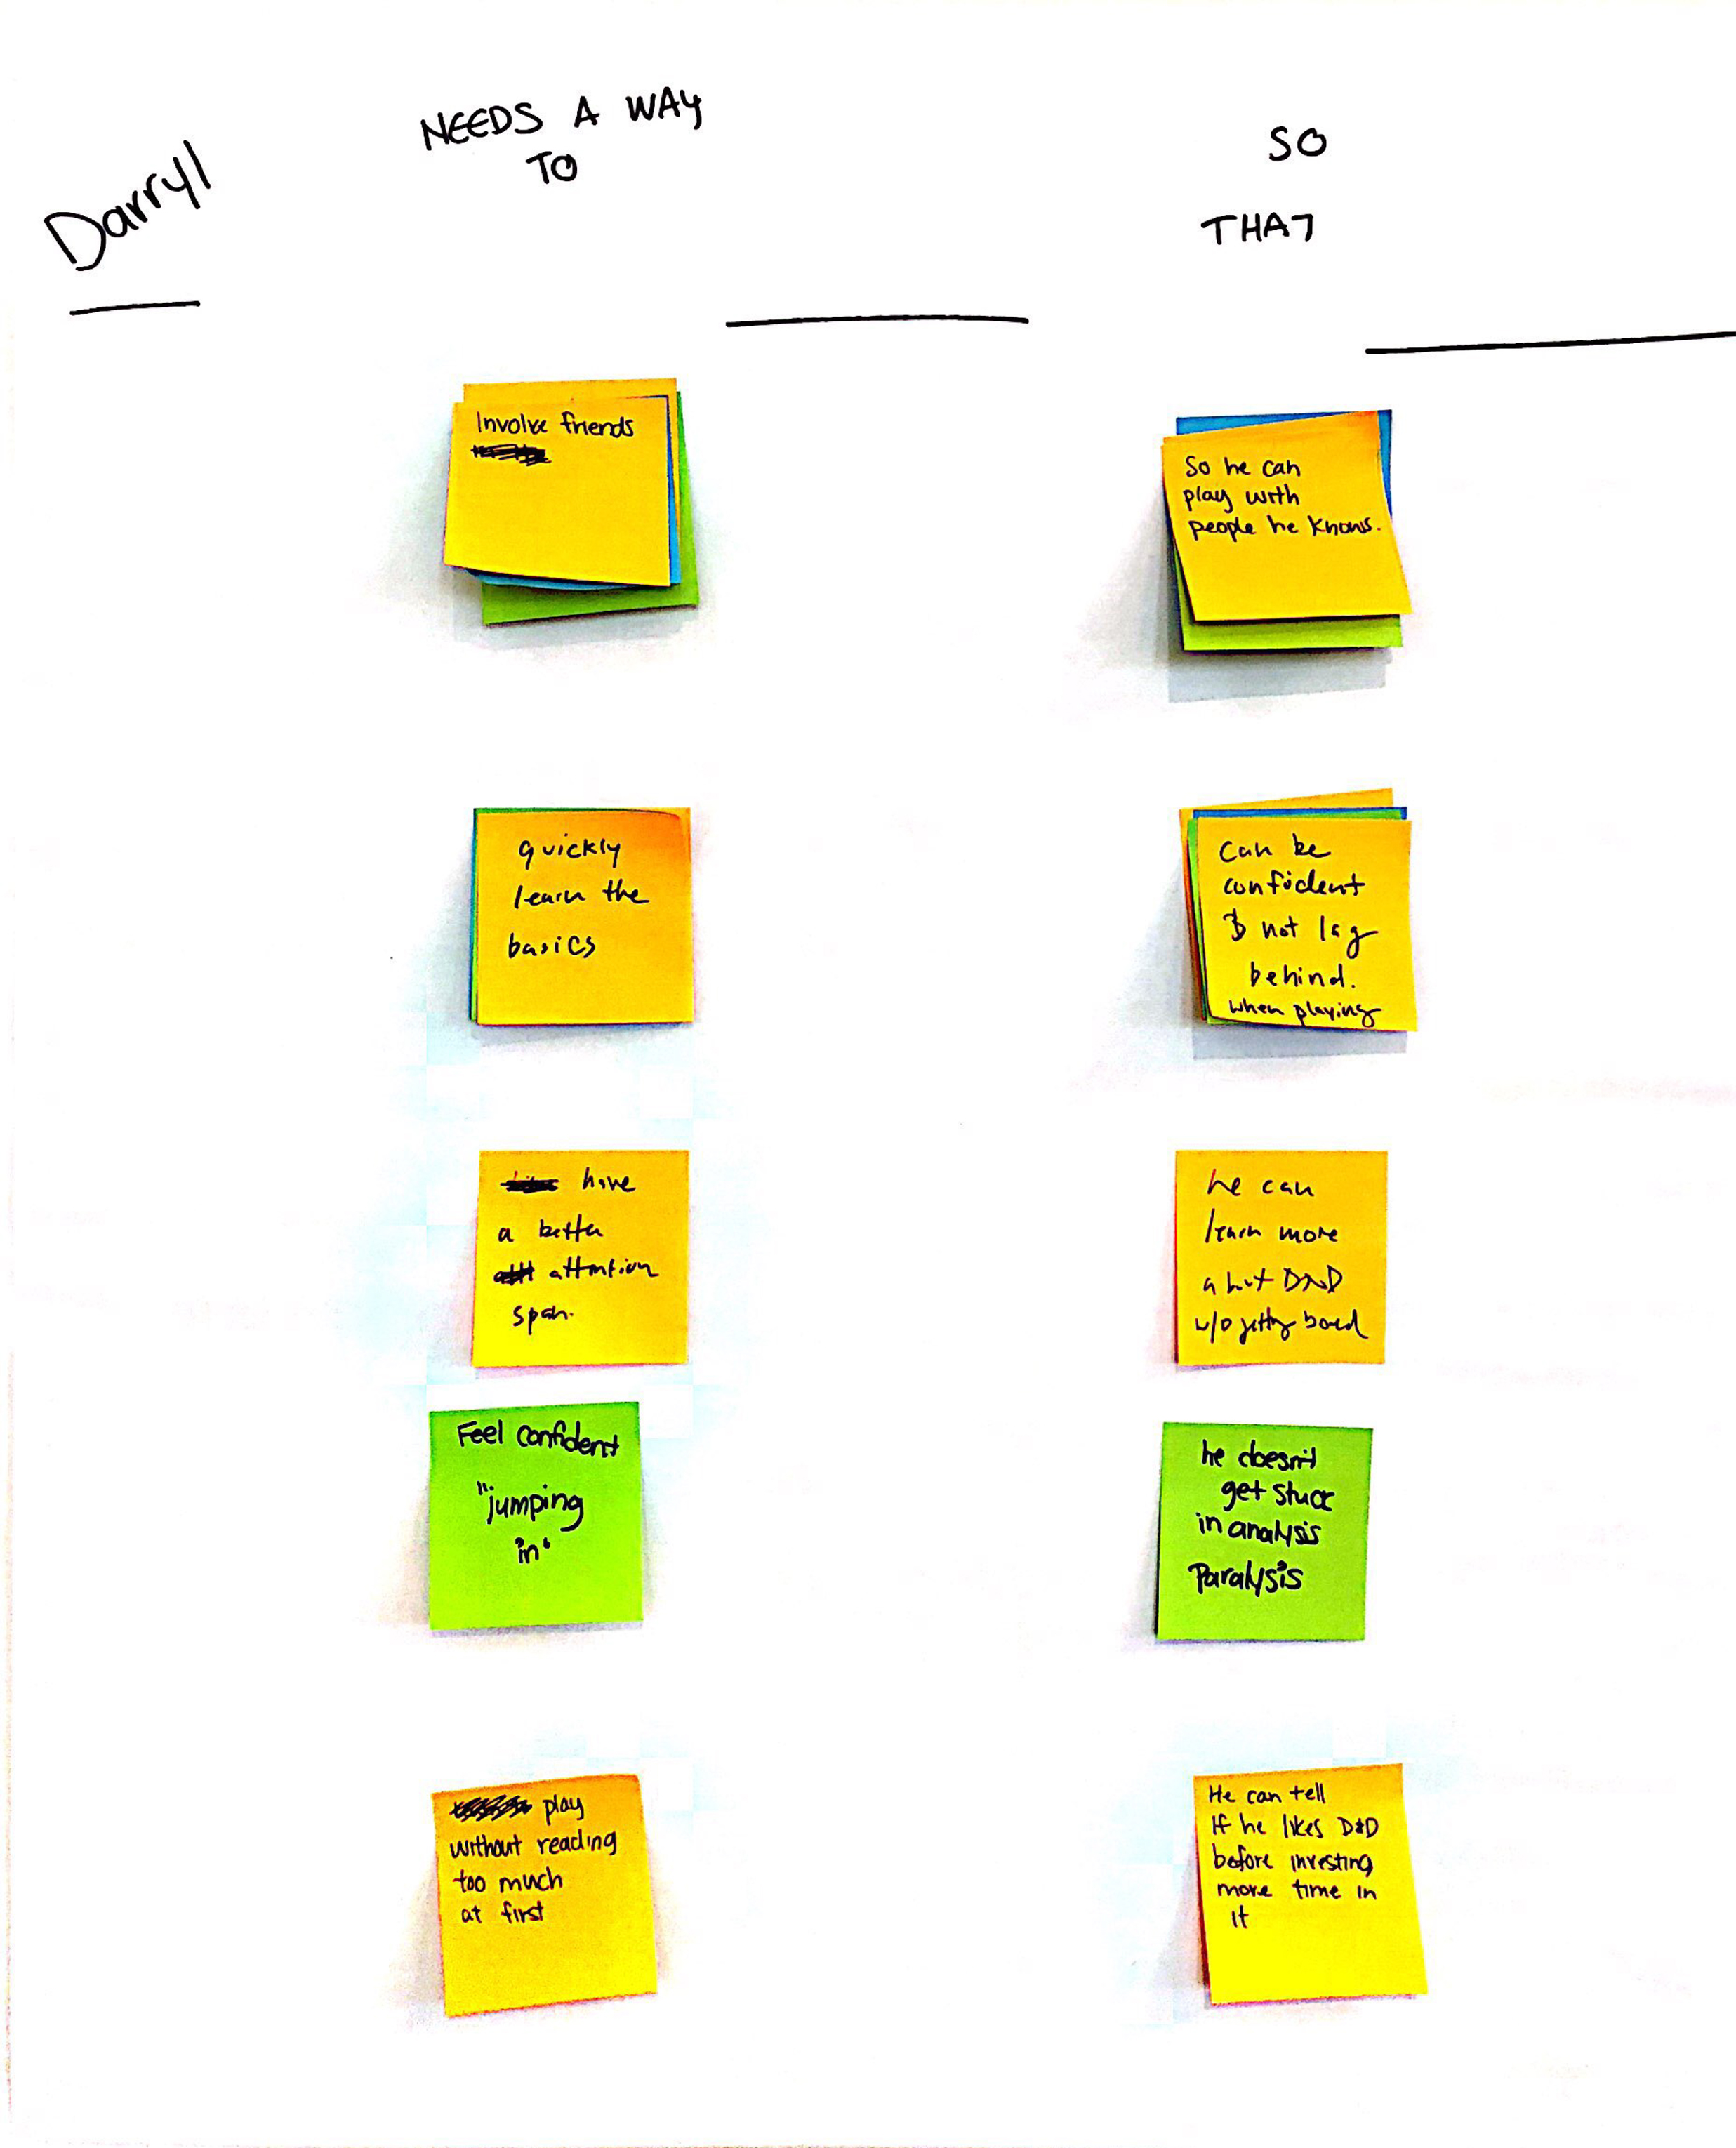 Darryl
NEEDS A WAY
TO
SO
THAT
Involve friends
So he can
play with
people he knows.
quickly
learn the
basics
Can be
confident
& not lag
behind.
when playing
have
a better
attention
span.
he can
learn more
about DnD
w/o getting bored
Feel confident
"jumping
in"
he doesn't
get stuck
in analysis
Paralysis
play
without reading
too much
at first
He can tell
If he likes D&D
before investing
more time in
it